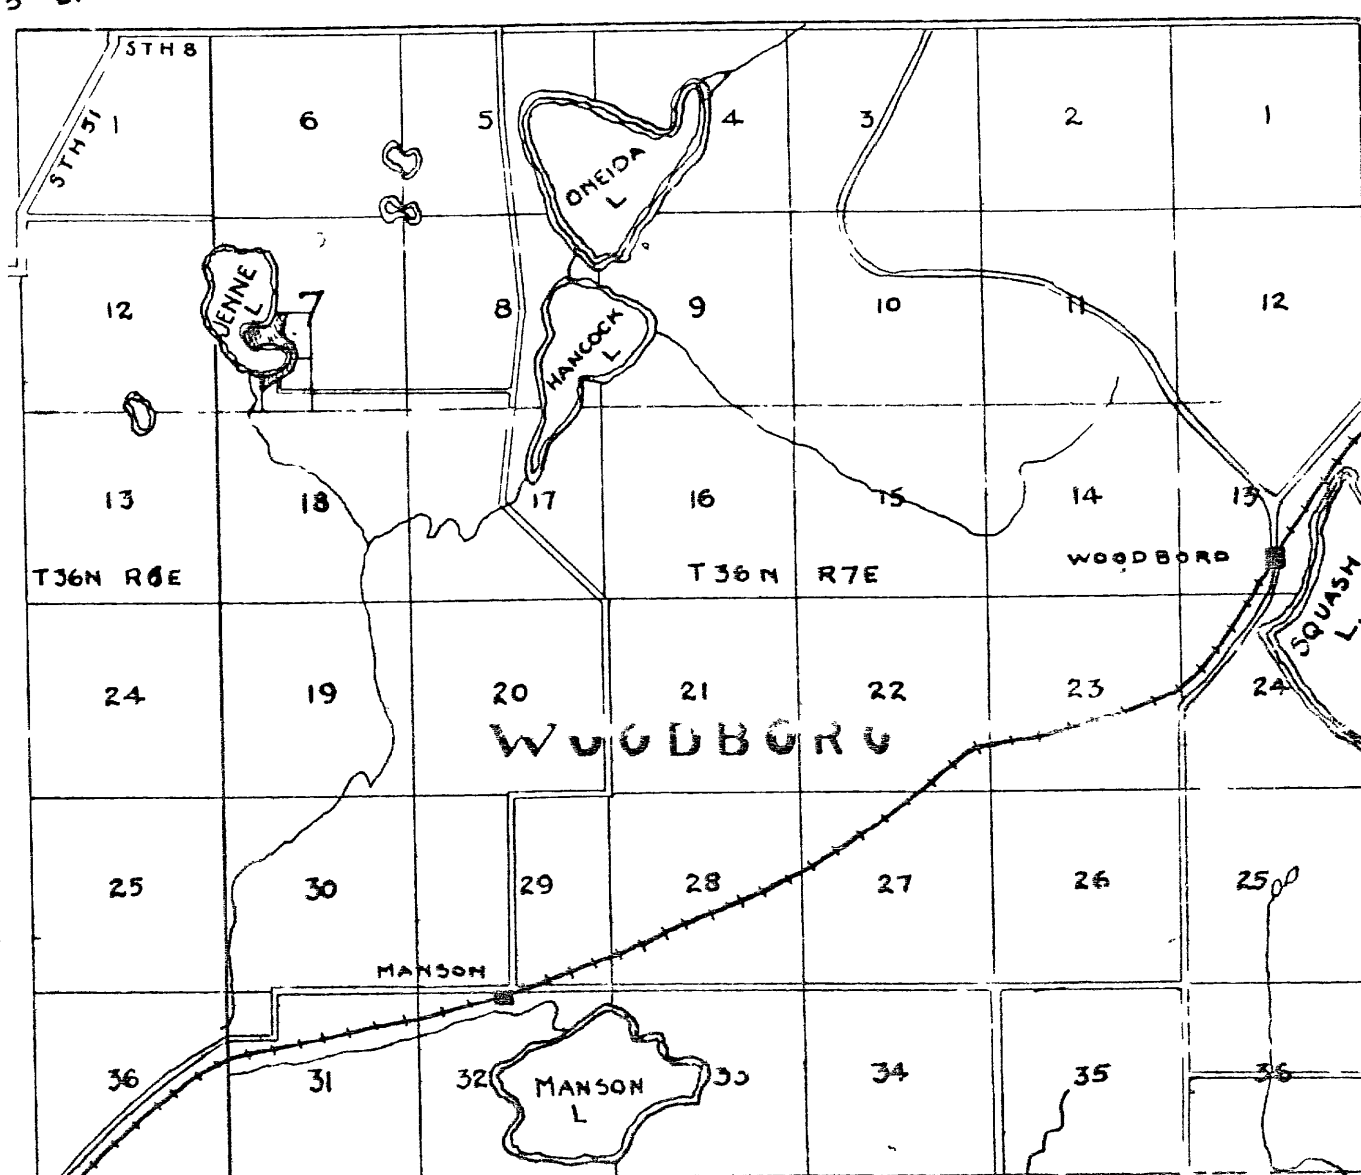 STH 8
STH 51
1 6 5 4 3 2 1
ONEIDA
L
JENNE
L
12 7 8 9 10 11 12
HANCOCK
L
13 18 17 16 15 14 13
T36N R6E T36N R7E WOODBORO
SQUASH
L.
24 19 20 21 22 23 24
WOODBORO
25 30 29 28 27 26 25
MANSON
36 31 32 33 34 35 36
MANSON
L